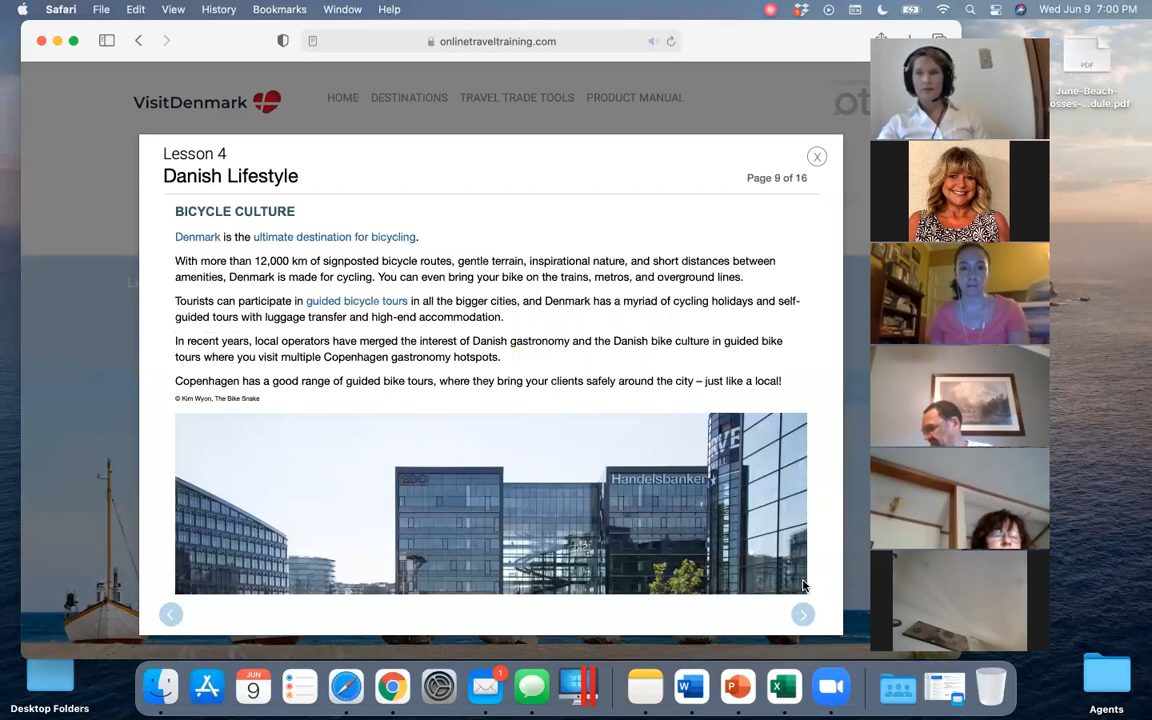 Safari File Edit View History Bookmarks Window Help Wed Jun 9 7:00 PM
onlinetraveltraining.com
VisitDenmark HOME DESTINATIONS TRAVEL TRADE TOOLS PRODUCT MANUAL
PDF
June-Beach-
osses-...dule.pdf
Lesson 4
Danish Lifestyle
X
Page 9 of 16
BICYCLE CULTURE
Denmark is the ultimate destination for bicycling.
With more than 12,000 km of signposted bicycle routes, gentle terrain, inspirational nature, and short distances between
amenities, Denmark is made for cycling. You can even bring your bike on the trains, metros, and overground lines.
Tourists can participate in guided bicycle tours in all the bigger cities, and Denmark has a myriad of cycling holidays and self-
guided tours with luggage transfer and high-end accommodation.
In recent years, local operators have merged the interest of Danish gastronomy and the Danish bike culture in guided bike
tours where you visit multiple Copenhagen gastronomy hotspots.
Copenhagen has a good range of guided bike tours, where they bring your clients safely around the city – just like a local!
© Kim Wyon, The Bike Snake
BDO
Handelsbanken
JUN
9
1
W
P
X
Desktop Folders
Agents